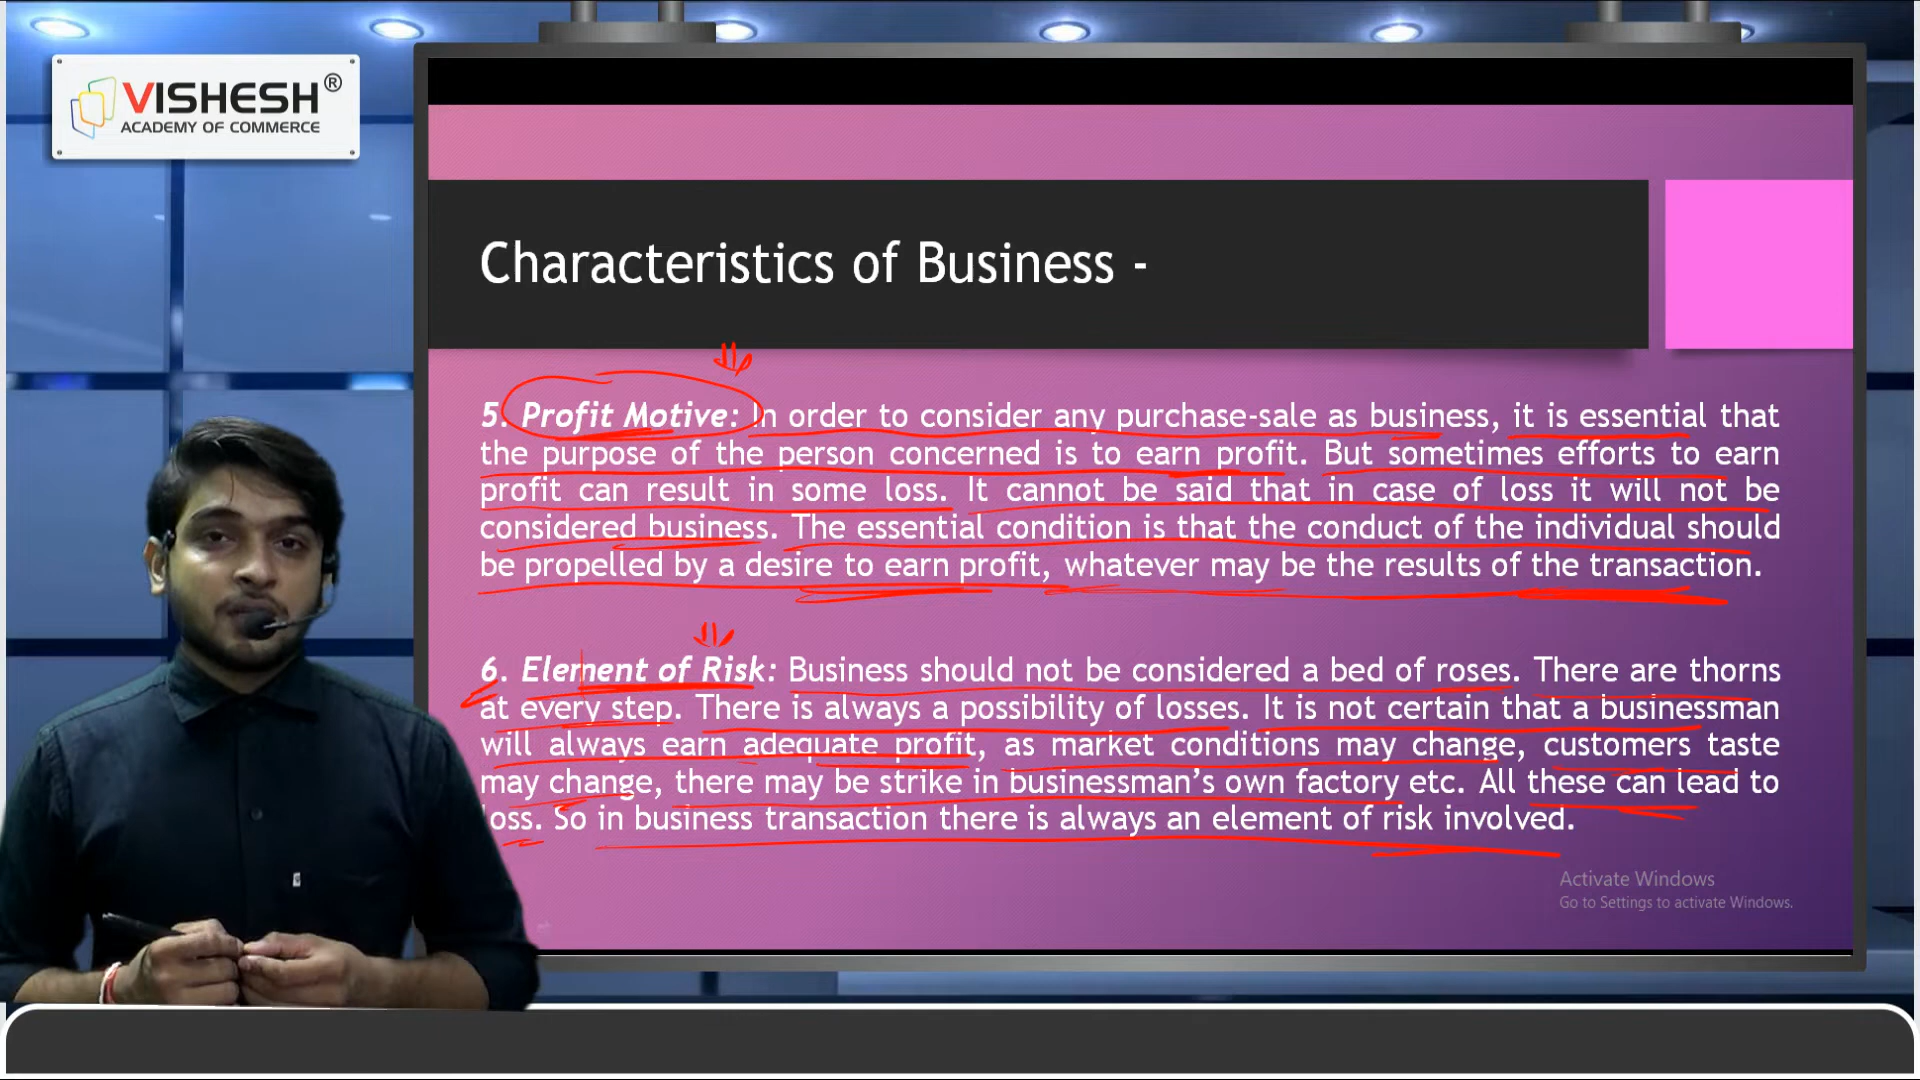 VISHESH®
ACADEMY OF COMMERCE
Characteristics of Business -
5. Profit Motive: In order to consider any purchase-sale as business, it is essential that
the purpose of the person concerned is to earn profit. But sometimes efforts to earn
profit can result in some loss. It cannot be said that in case of loss it will not be
considered business. The essential condition is that the conduct of the individual should
be propelled by a desire to earn profit, whatever may be the results of the transaction.
6. Element of Risk: Business should not be considered a bed of roses. There are thorns
at every step. There is always a possibility of losses. It is not certain that a businessman
will always earn adequate profit, as market conditions may change, customers taste
may change, there may be strike in businessman's own factory etc. All these can lead to
loss. So in business transaction there is always an element of risk involved.
Activate Windows
Go to Settings to activate Windows.